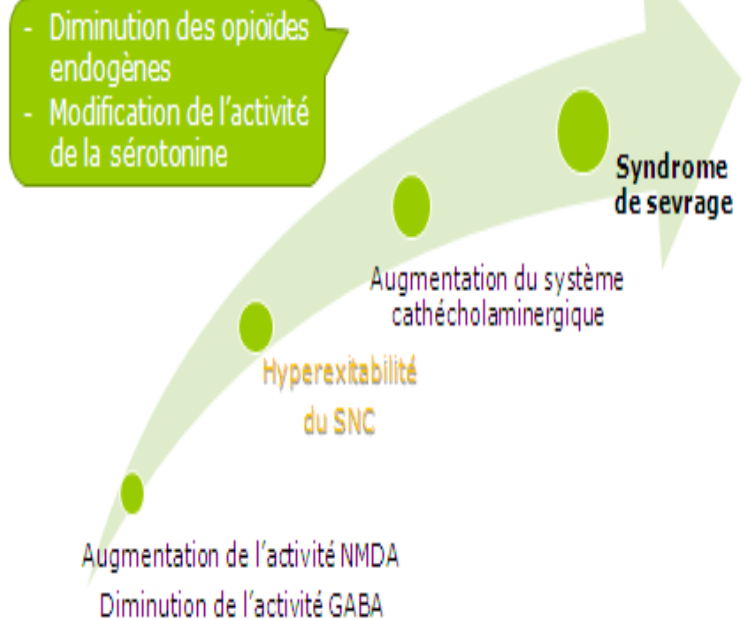 - Diminution des opioïdes
endogènes
- Modification de l'activité
de la sérotonine
Syndrome
de sevrage
Augmentation du système
cathécholaminergique
Hyperexitabilité
du SNC
Augmentation de l'activité NMDA
Diminution de l'activité GABA